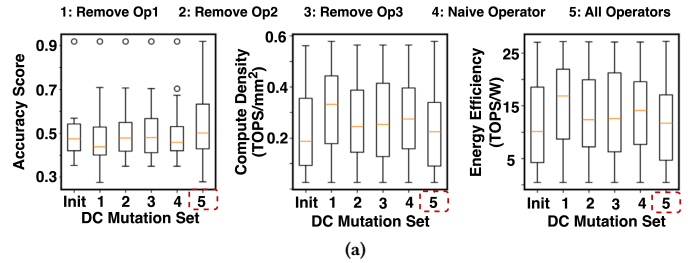 1: Remove Op1 2: Remove Op2 3: Remove Op3 4: Naive Operator 5: All Operators
Accuracy Score
0.9
0.7
0.5
0.3
Init 1 2 3 4 5
DC Mutation Set
Compute Density
(TOPS/mm²)
0.6
0.4
0.2
Init 1 2 3 4 5
DC Mutation Set
Energy Efficiency
(TOPS/W)
25
15
5
Init 1 2 3 4 5
DC Mutation Set
(a)